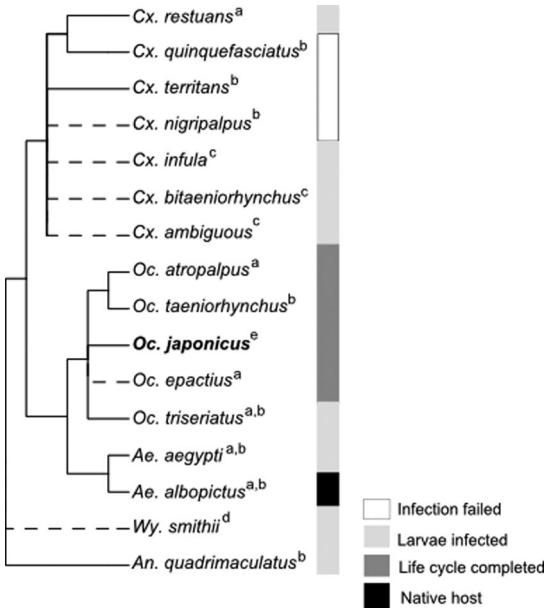 Cx. restuans^a
Cx. quinquefasciatus^b
Cx. territans^b
Cx. nigripalpus^b
Cx. infula^c
Cx. bitaeniorhynchus^c
Cx. ambiguous^c
Oc. atropalpus^a
Oc. taeniorhynchus^b
Oc. japonicus^e
Oc. epactius^a
Oc. triseriatus^a,b
Ae. aegypti^a,b
Ae. albopictus^a,b
Wy. smithii^d
An. quadrimaculatus^b
Infection failed
Larvae infected
Life cycle completed
Native host